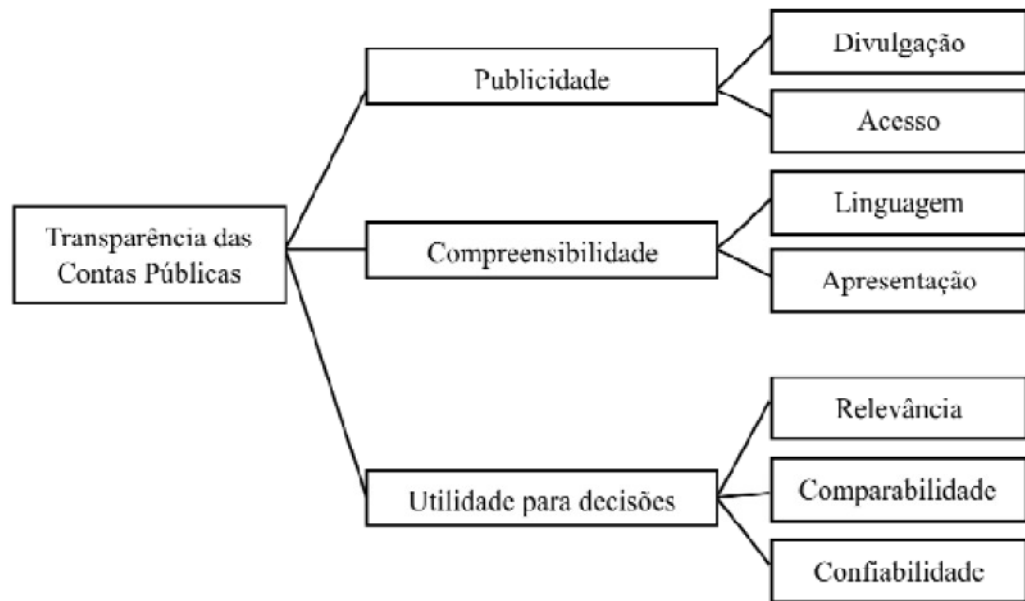 Transparência das
Contas Públicas
Publicidade
Divulgação
Acesso
Compreensibilidade
Linguagem
Apresentação
Utilidade para decisões
Relevância
Comparabilidade
Confiabilidade